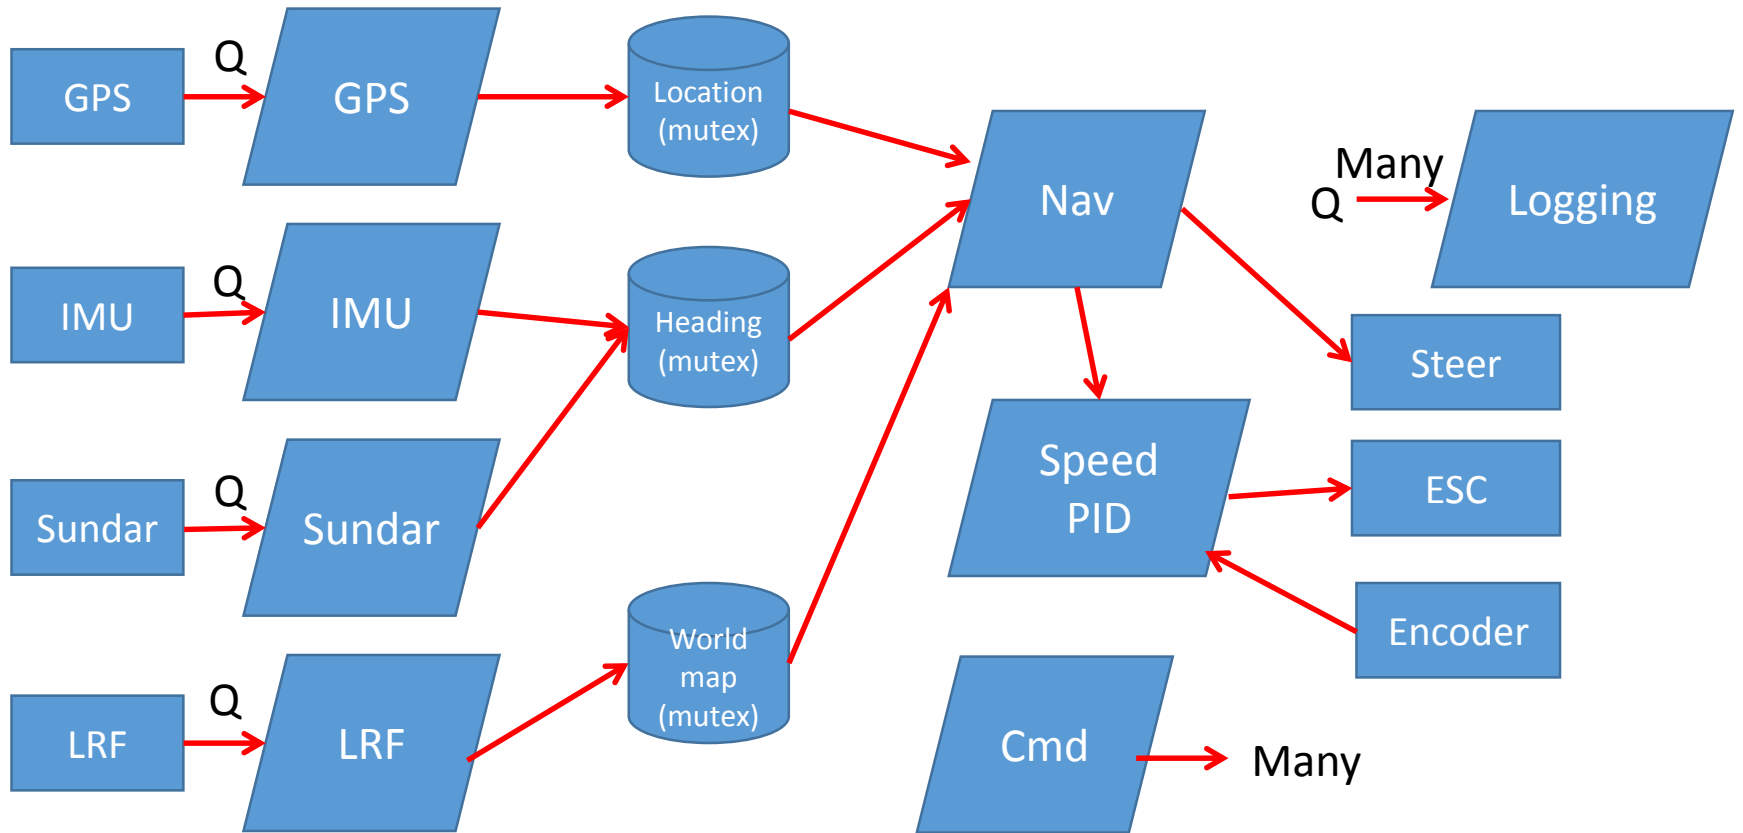 GPS
Q
GPS
Location
(mutex)
IMU
Q
IMU
Heading
(mutex)
Sundar
Q
Sundar
LRF
Q
LRF
World
map
(mutex)
Nav
Many
Q
Logging
Steer
Speed
PID
ESC
Encoder
Cmd
Many